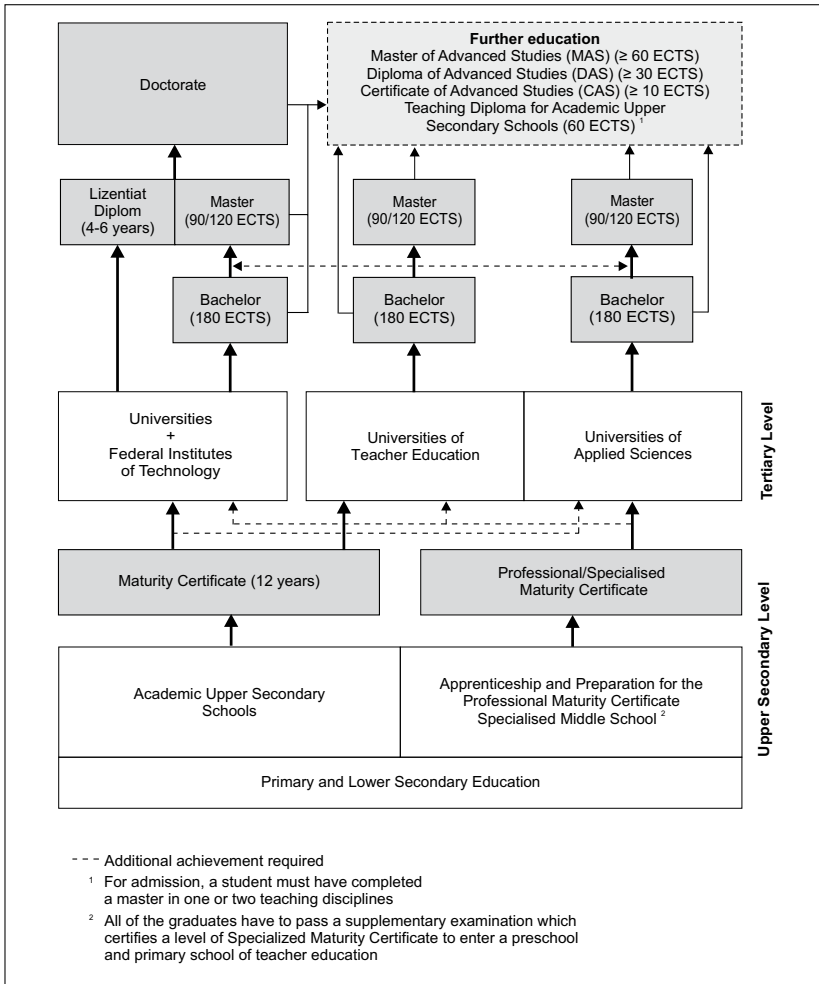 Further education
Master of Advanced Studies (MAS) (≥ 60 ECTS)
Diploma of Advanced Studies (DAS) (≥ 30 ECTS)
Certificate of Advanced Studies (CAS) (≥ 10 ECTS)
Teaching Diploma for Academic Upper
Secondary Schools (60 ECTS) ¹
Doctorate
Lizentiat
Diplom
(4-6 years)
Master
(90/120 ECTS)
Master
(90/120 ECTS)
Master
(90/120 ECTS)
Bachelor
(180 ECTS)
Bachelor
(180 ECTS)
Bachelor
(180 ECTS)
Universities
+
Federal Institutes
of Technology
Universities of
Teacher Education
Universities of
Applied Sciences
Tertiary Level
Maturity Certificate (12 years)
Professional/Specialised
Maturity Certificate
Academic Upper Secondary
Schools
Apprenticeship and Preparation for the
Professional Maturity Certificate
Specialised Middle School ²
Upper Secondary Level
Primary and Lower Secondary Education
--- Additional achievement required
¹ For admission, a student must have completed
a master in one or two teaching disciplines
² All of the graduates have to pass a supplementary examination which
certifies a level of Specialized Maturity Certificate to enter a preschool
and primary school of teacher education